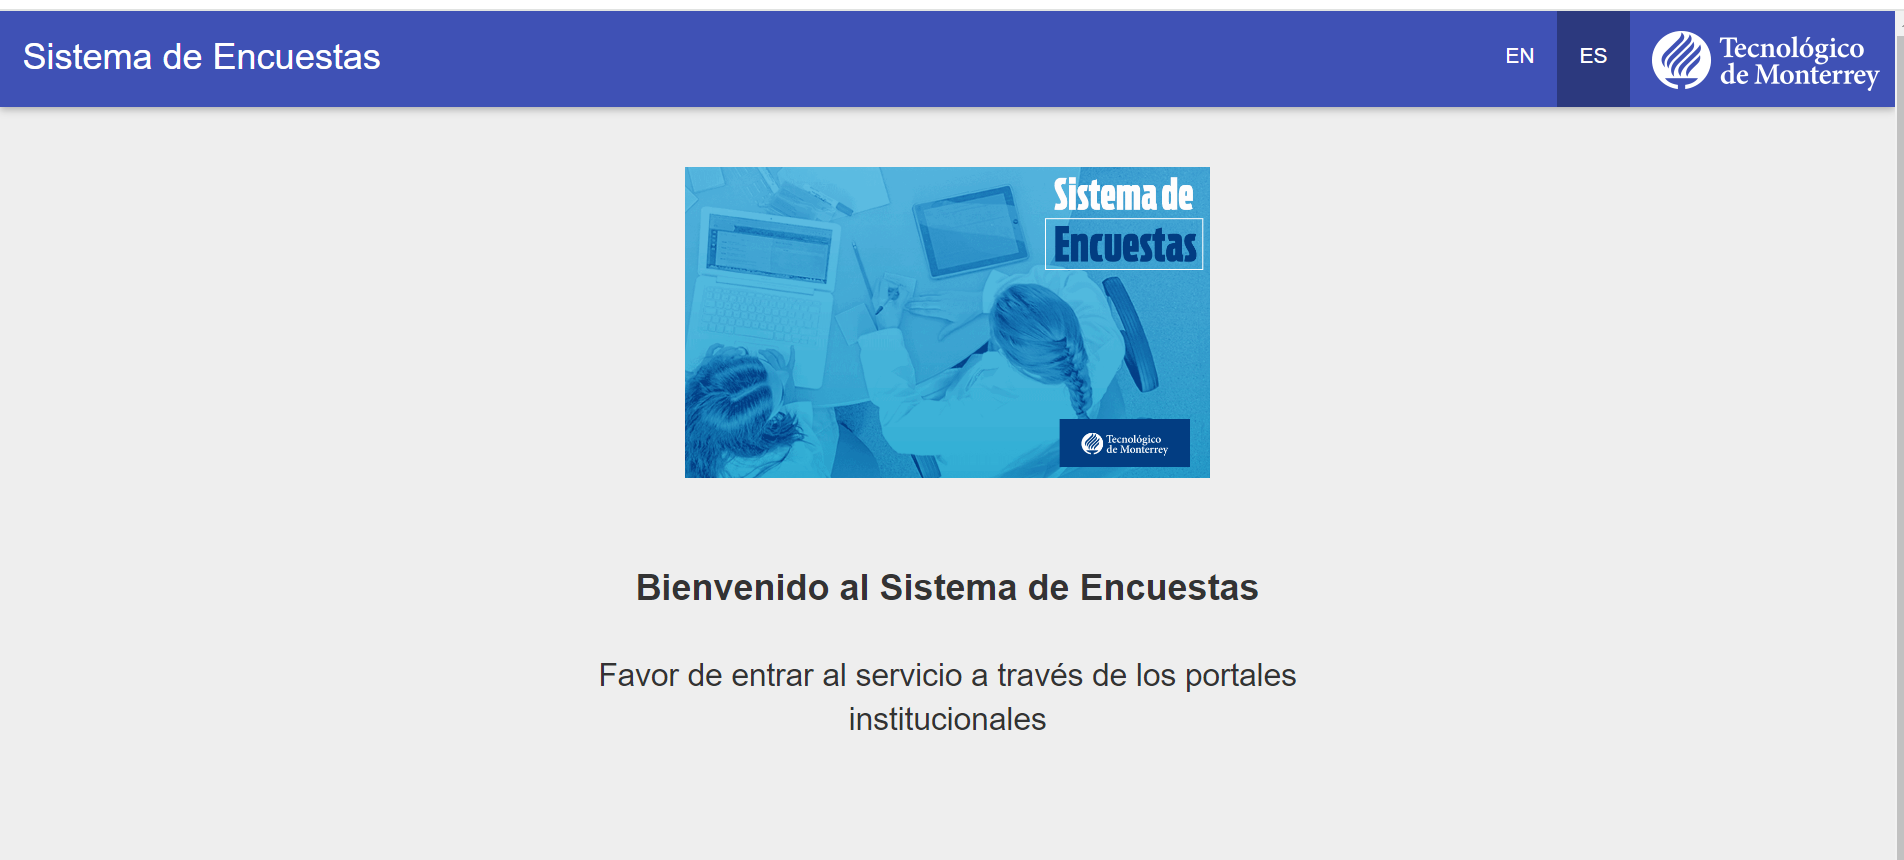 Sistema de Encuestas
EN
ES
Tecnológico
de Monterrey
Sistema de
Encuestas
Tecnológico
de Monterrey
Bienvenido al Sistema de Encuestas
Favor de entrar al servicio a través de los portales
institucionales